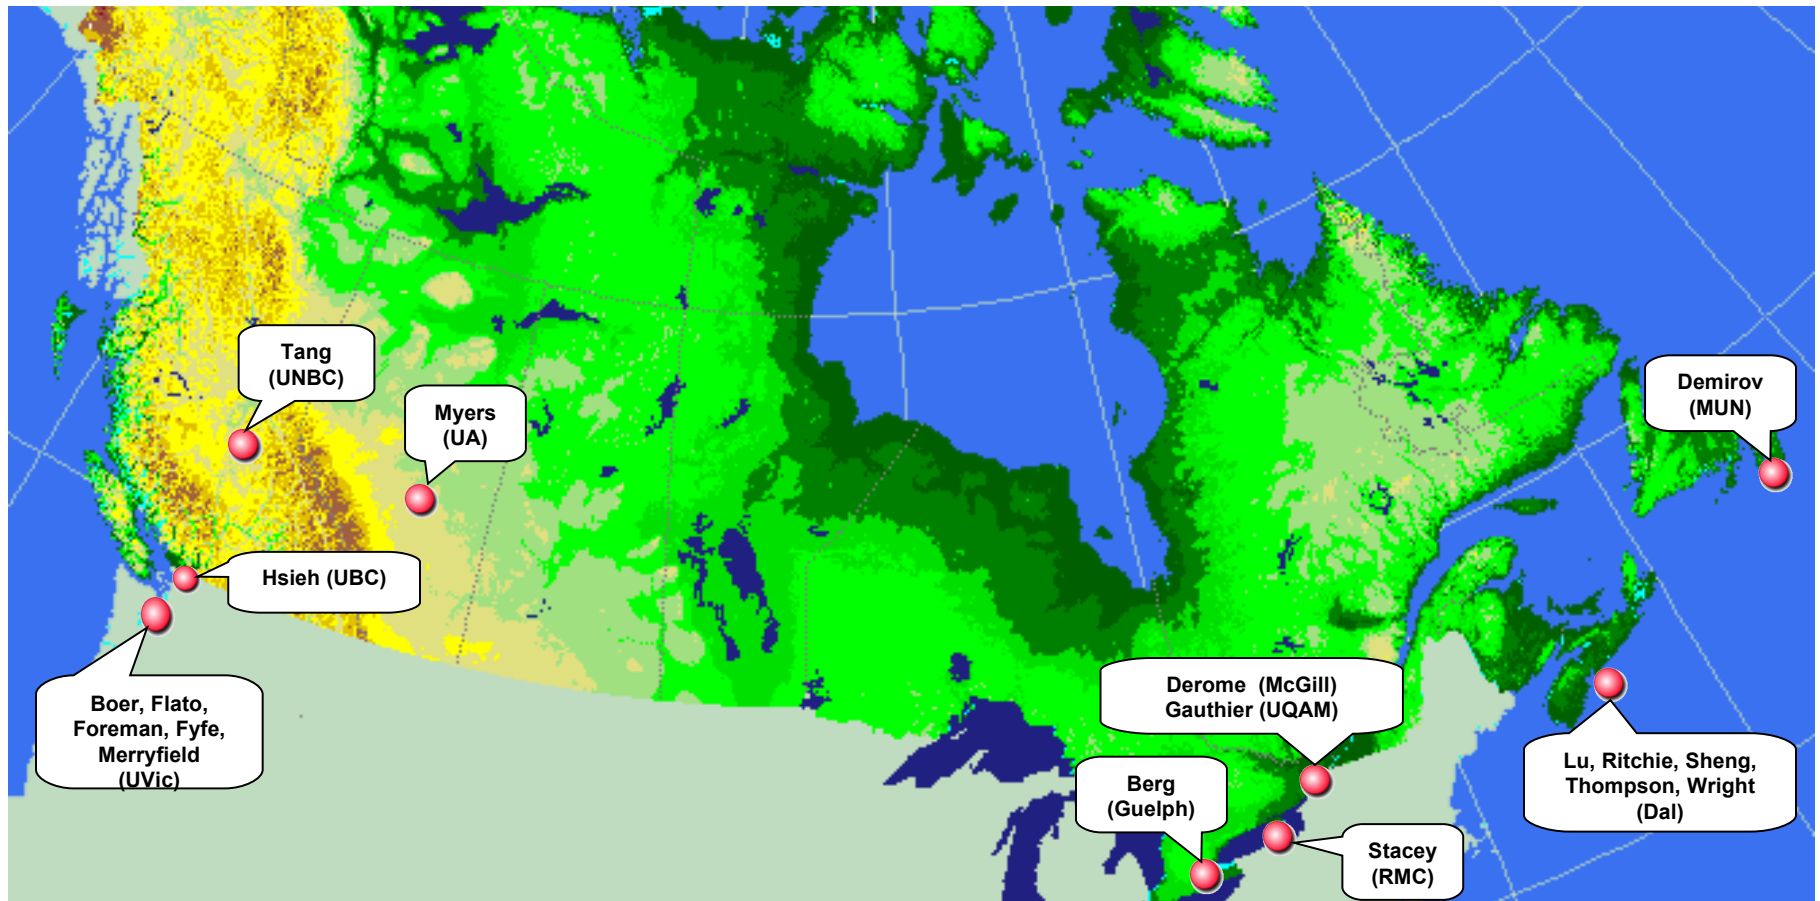 Tang
(UNBC)
Myers
(UA)
Demirov
(MUN)
Hsieh (UBC)
Boer, Flato,
Foreman, Fyfe,
Merryfield
(UVic)
Derome  (McGill)
Gauthier (UQAM)
Berg
(Guelph)
Stacey
(RMC)
Lu, Ritchie, Sheng,
Thompson, Wright
(Dal)